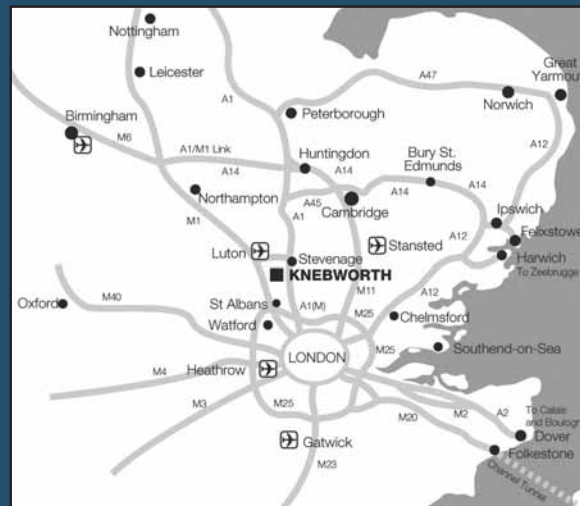 Nottingham
Great
Yarmout
Leicester
A47
A1
Norwich
Birmingham
Peterborough
M6
A12
A1/M1 Link
Huntingdon
Bury St.
Edmunds
A14
A14
A14
A14
Northampton
A45
Cambridge
Ipswich
M1
A1
Felixstowe
Luton
Stansted
A12
Stevenage
Harwich
KNEBWORTH
To Zeebrugge
M11
Oxford
M40
St Albans
A1(M)
A12
M25
Chelmsford
Watford
LONDON
M25
Southend-on-Sea
M4
Heathrow
M3
M25
To Calais
and Boulogn
M2
A2
M20
Dover
Gatwick
Folkestone
M23
Channel Tunnel